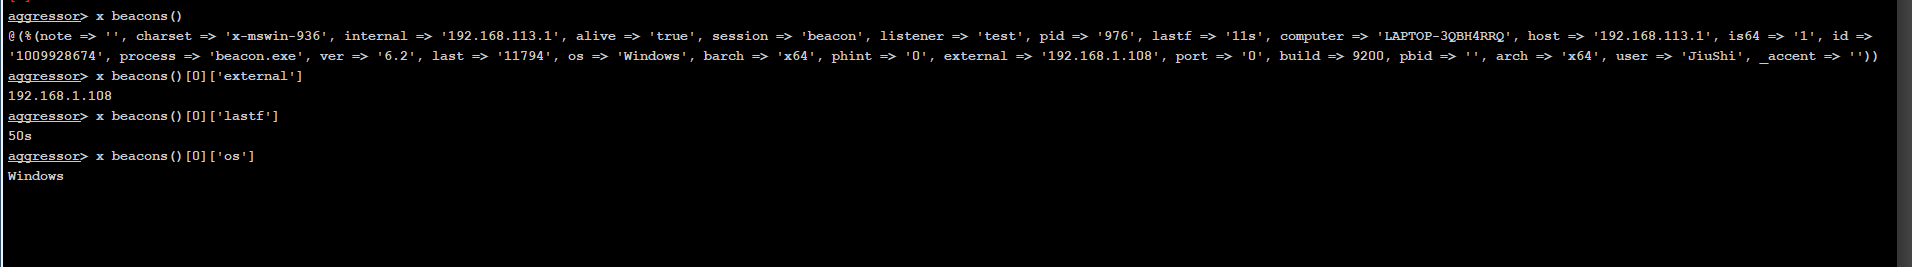 aggressor> x beacons()
@(%(note => '', charset => 'x-mswin-936', internal => '192.168.113.1', alive => 'true', session => 'beacon', listener => 'test', pid => '976', lastf => '11s', computer => 'LAPTOP-3QBH4RRQ', host => '192.168.113.1', is64 => '1', id =>
'1009928674', process => 'beacon.exe', ver => '6.2', last => '11794', os => 'Windows', barch => 'x64', phint => '0', external => '192.168.1.108', port => '0', build => 9200, pbid => '', arch => 'x64', user => 'JiuShi', _accent => ''))
aggressor> x beacons()[0]['external']
192.168.1.108
aggressor> x beacons()[0]['lastf']
50s
aggressor> x beacons()[0]['os']
Windows